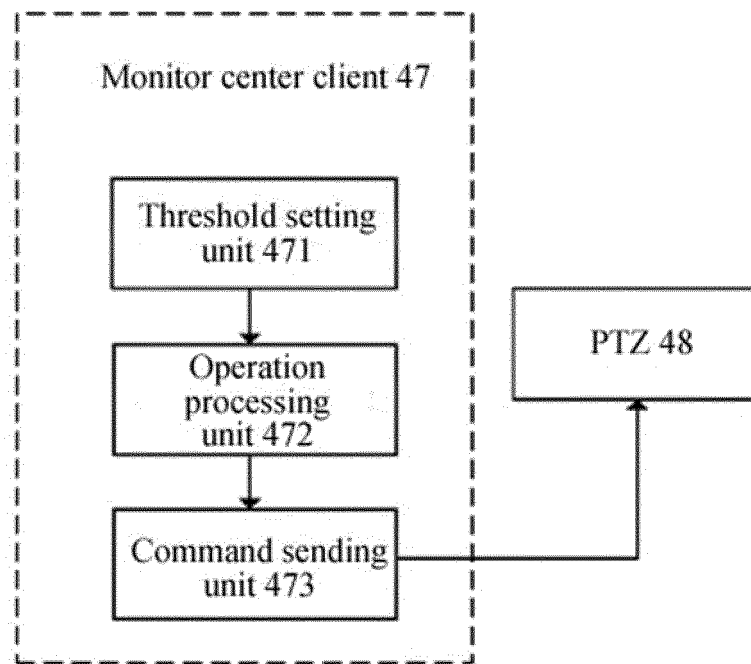 Monitor center client 47
Threshold setting
unit 471
Operation
processing
unit 472
Command sending
unit 473
PTZ 48